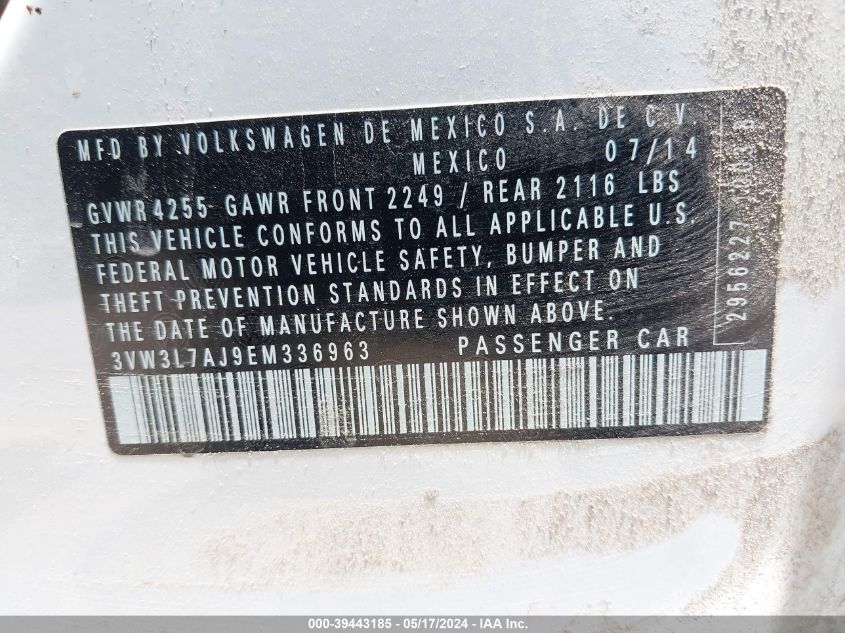 MFD BY VOLKSWAGEN DE MEXICO S.A. DE C.V.
MEXICO 07/14
GVWR 4255 GAWR FRONT 2249 / REAR 2116 LBS
THIS VEHICLE CONFORMS TO ALL APPLICABLE U.S.
FEDERAL MOTOR VEHICLE SAFETY, BUMPER AND
THEFT PREVENTION STANDARDS IN EFFECT ON
THE DATE OF MANUFACTURE SHOWN ABOVE.
3VW3L7AJ9EM336963 PASSENGER CAR
2956227
000-39443185 - 05/17/2024 - IAA, Inc.